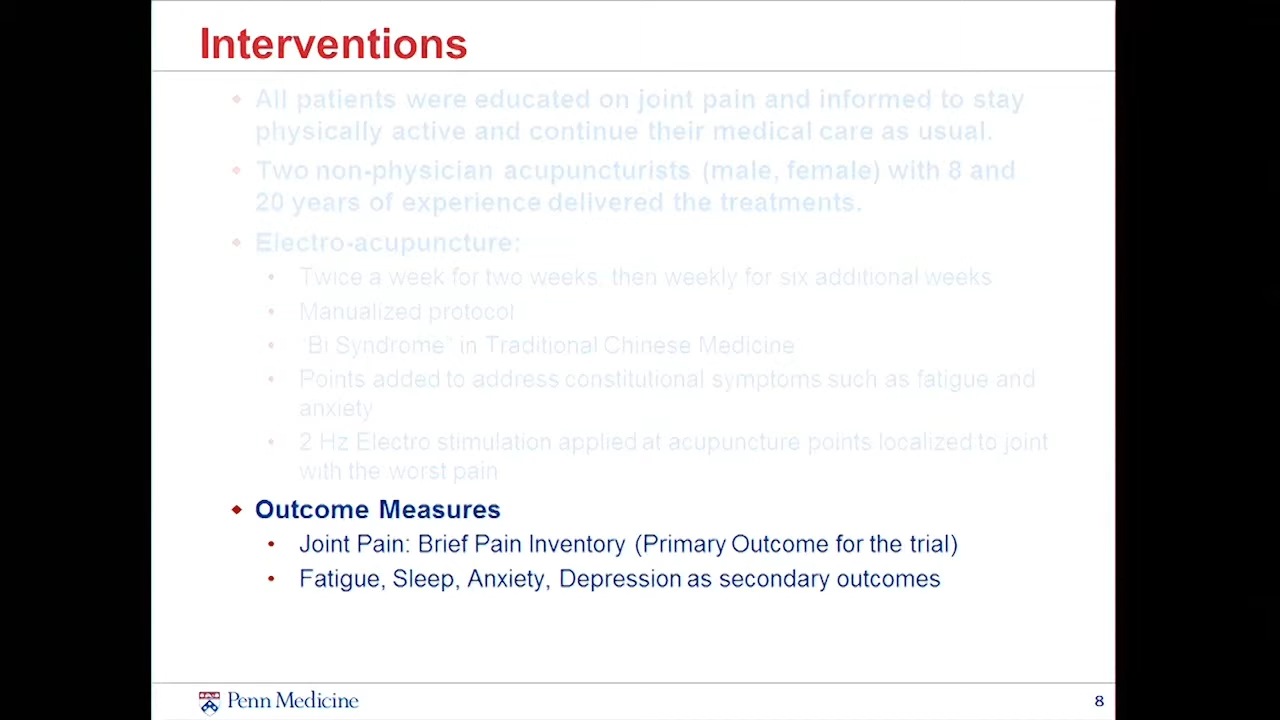 Interventions
All patients were educated on joint pain and informed to stay
physically active and continue their medical care as usual.
Two non-physician acupuncturists (male, female) with 8 and
20 years of experience delivered the treatments.
Electro-acupuncture:
Twice a week for two weeks, then weekly for six additional weeks
Manualized protocol
"Bi Syndrome" in Traditional Chinese Medicine
Points added to address constitutional symptoms such as fatigue and
anxiety
2 Hz Electro stimulation applied at acupuncture points localized to joint
with the worst pain
Outcome Measures
Joint Pain: Brief Pain Inventory (Primary Outcome for the trial)
Fatigue, Sleep, Anxiety, Depression as secondary outcomes
Penn Medicine
8